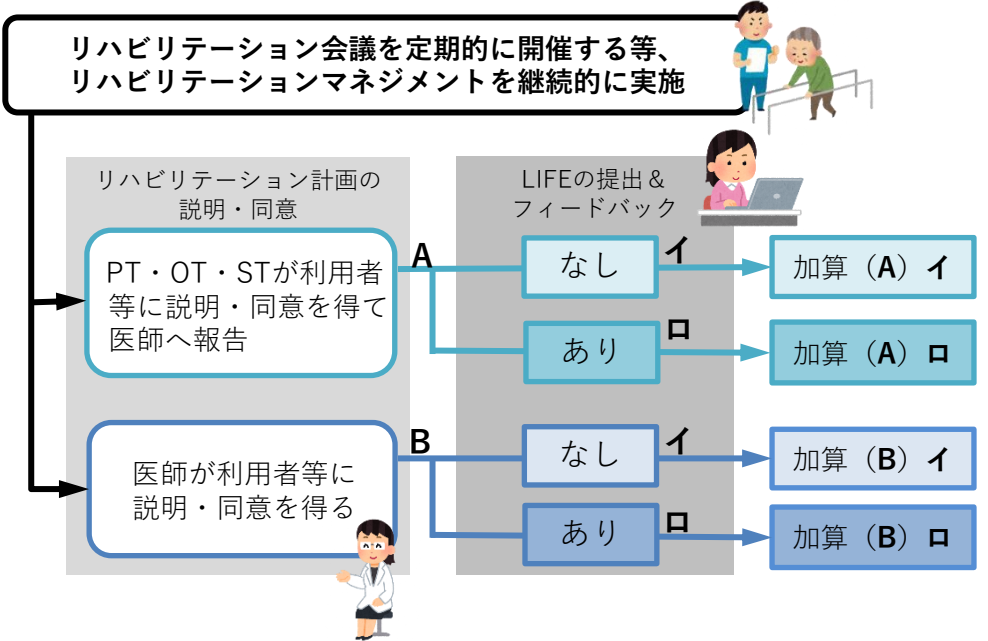 リハビリテーション会議を定期的に開催する等、
リハビリテーションマネジメントを継続的に実施
リハビリテーション計画の
説明・同意
LIFEの提出＆
フィードバック
PT・OT・STが利用者
等に説明・同意を得て
医師へ報告
A
なし
イ
加算（A）イ
あり
ロ
加算（A）ロ
医師が利用者等に
説明・同意を得る
B
なし
イ
加算（B）イ
あり
ロ
加算（B）ロ